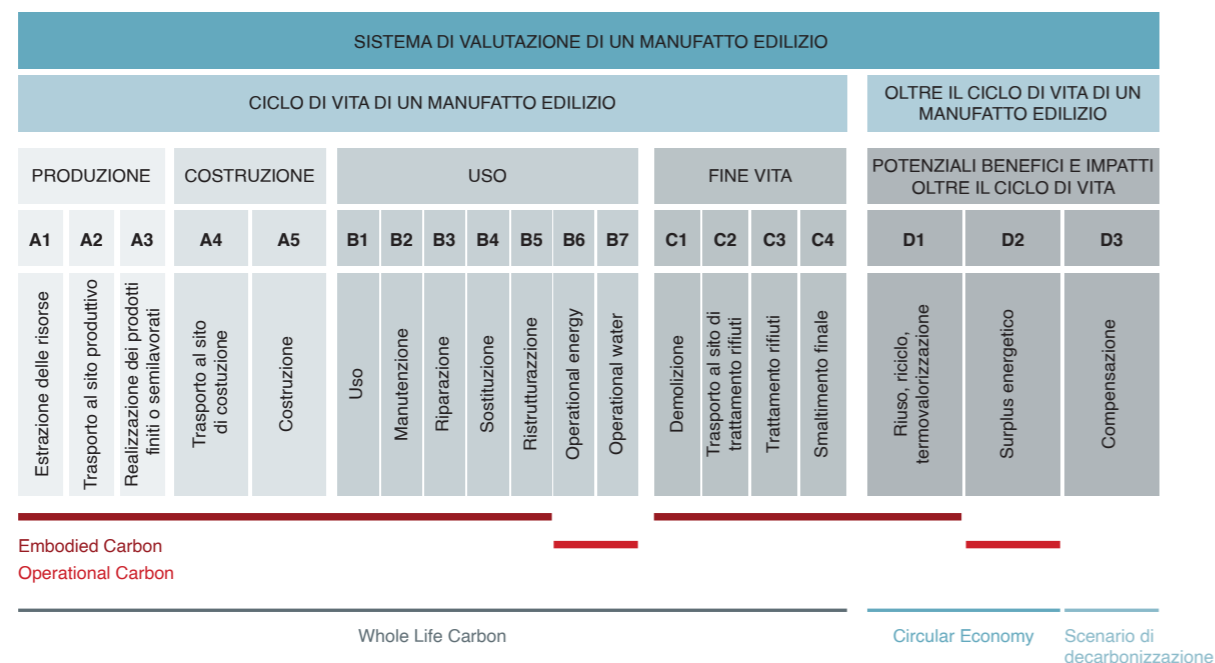 SISTEMA DI VALUTAZIONE DI UN MANUFATTO EDILIZIO
CICLO DI VITA DI UN MANUFATTO EDILIZIO
OLTRE IL CICLO DI VITA DI UN
MANUFATTO EDILIZIO
PRODUZIONE
COSTRUZIONE
USO
FINE VITA
POTENZIALI BENEFICI E IMPATTI
OLTRE IL CICLO DI VITA
A1
A2
A3
A4
A5
B1
B2
B3
B4
B5
B6
B7
C1
C2
C3
C4
D1
D2
D3
Estrazione delle risorse
Trasporto al sito produttivo
Realizzazione dei prodotti
finiti o semilavorati
Trasporto al sito
di costuzione
Costruzione
Uso
Manutenzione
Riparazione
Sostituzione
Ristrutturazzione
Operational energy
Operational water
Demolizione
Trasporto al sito di
trattamento rifiuti
Trattamento rifiuti
Smaltimento finale
Riuso, riciclo,
termovalorizzazione
Surplus energetico
Compensazione
Embodied Carbon
Operational Carbon
Whole Life Carbon
Circular Economy
Scenario di
decarbonizzazione